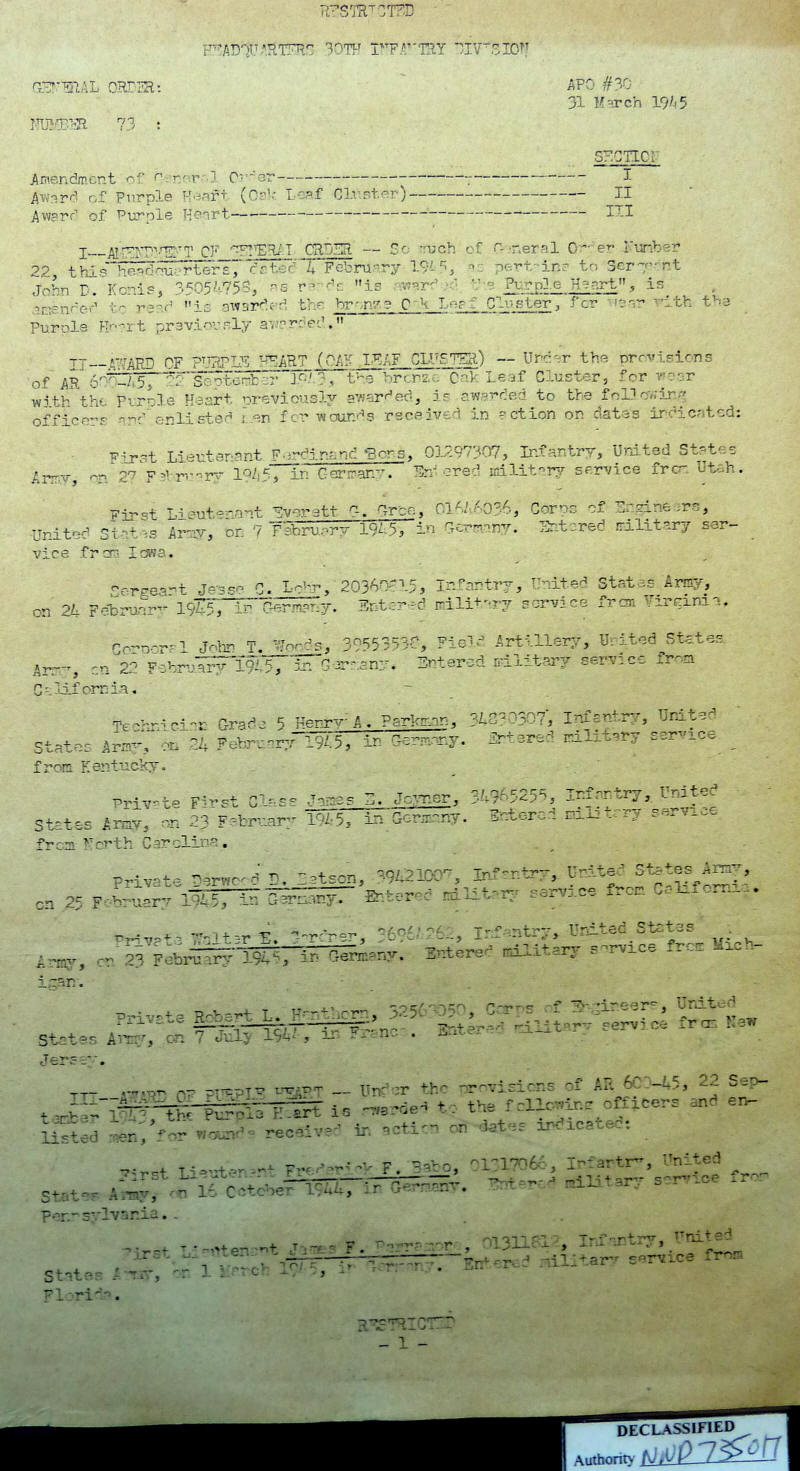 RESTRICTED
HEADQUARTERS 30TH INFANTRY DIVISION
GENERAL ORDER: APO #30
31 March 1945
NUMBER 73 :
SECTION
Amendment of General Order-------------------------------- I
Award of Purple Heart (Oak Leaf Cluster)------------------ II
Award of Purple Heart------------------------------------- III
I--AMENDMENT OF GENERAL ORDER -- So much of General Order Number
22, this headquarters, dated 4 February 1945, as pertains to Sergeant
John D. Konis, 35054758, as reads "is awarded the Purple Heart", is
amended to read "is awarded the bronze Oak Leaf Cluster, for wear with the
Purple Heart previously awarded."
II--AWARD OF PURPLE HEART (OAK LEAF CLUSTER) -- Under the provisions
of AR 600-45, 22 September 1943, the bronze Oak Leaf Cluster, for wear
with the Purple Heart previously awarded, is awarded to the following
officers and enlisted men for wounds received in action on dates indicated:
First Lieutenant Ferdinand Bons, 01297307, Infantry, United States
Army, on 27 February 1945, in Germany. Entered military service from Utah.
First Lieutenant Everett G. 01646036, Corps of Engineers,
United States Army, on 7 February 1945, in Germany. Entered military ser-
vice from Iowa.
Sergeant Jesse C. Lohr, Infantry, United States Army,
on 24 February 1945, in Germany. Entered military service from Virginia.
Corporal John T. Woods, Field Artillery, United States
Army, on 22 February 1945, in Germany. Entered military service from
California.
Technician Grade 5 Henry A. Parkman, 34830307, Infantry, United
States Army, on 24 February 1945, in Germany. Entered military service
from Kentucky.
Private First Class James E. Joyner, Infantry, United
States Army, on 23 February 1945, in Germany. Entered military service
from North Carolina.
Private Derwood D. Infantry, United States Army,
on 25 February 1945, in Germany. Entered military service from California.
Private Walter E. Infantry, United States
Army, on 23 February 1945, in Germany. Entered military service from Mich-
igan.
Private Robert L. Henthorn, Corps of Engineers, United
States Army, on 7 July 1944, in France. Entered military service from New
Jersey.
III--AWARD OF PURPLE HEART -- Under the provisions of AR 600-45, 22 Sep-
tember 1943, the Purple Heart is awarded to the following officers and en-
listed men, for wounds received in action on dates indicated:
First Lieutenant Frederick F. Babo, 01317066, Infantry, United
States Army, on 16 October 1944, in Germany. Entered military service from
Pennsylvania.
First Lieutenant James F. Infantry, United
States Army, on 1 March 1945, in Germany. Entered military service from
Florida.
RESTRICTED
- 1 -
DECLASSIFIED
Authority NND735017